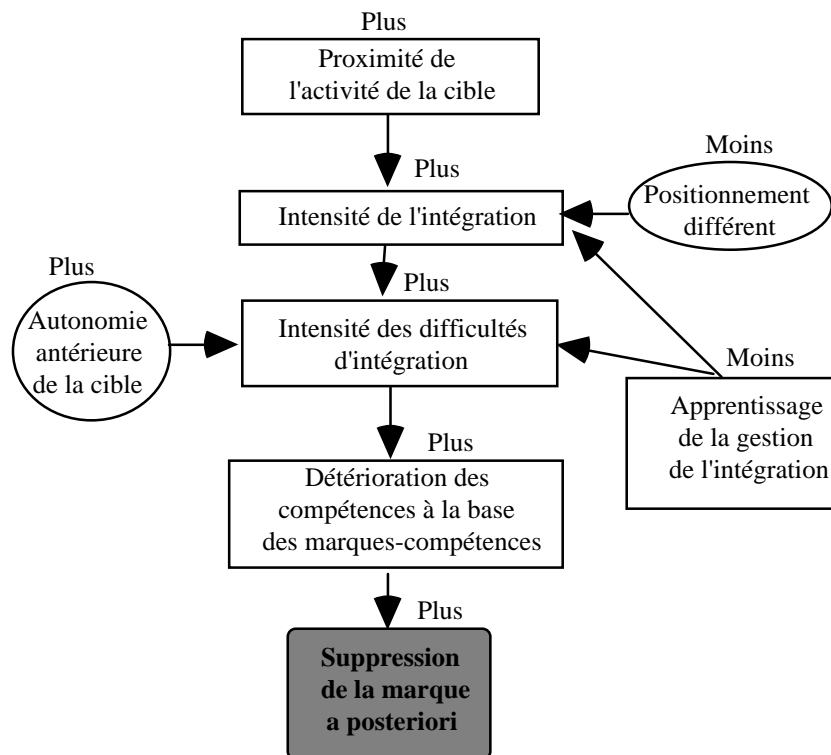 Plus
Proximité de
l'activité de la cible
Plus
Moins
Intensité de l'intégration
Positionnement
différent
Plus
Plus
Autonomie
antérieure
de la cible
Intensité des difficultés
d'intégration
Moins
Apprentissage
de la gestion
de l'intégration
Plus
Détérioration des
compétences à la base
des marques-compétences
Plus
Suppression
de la marque
a posteriori